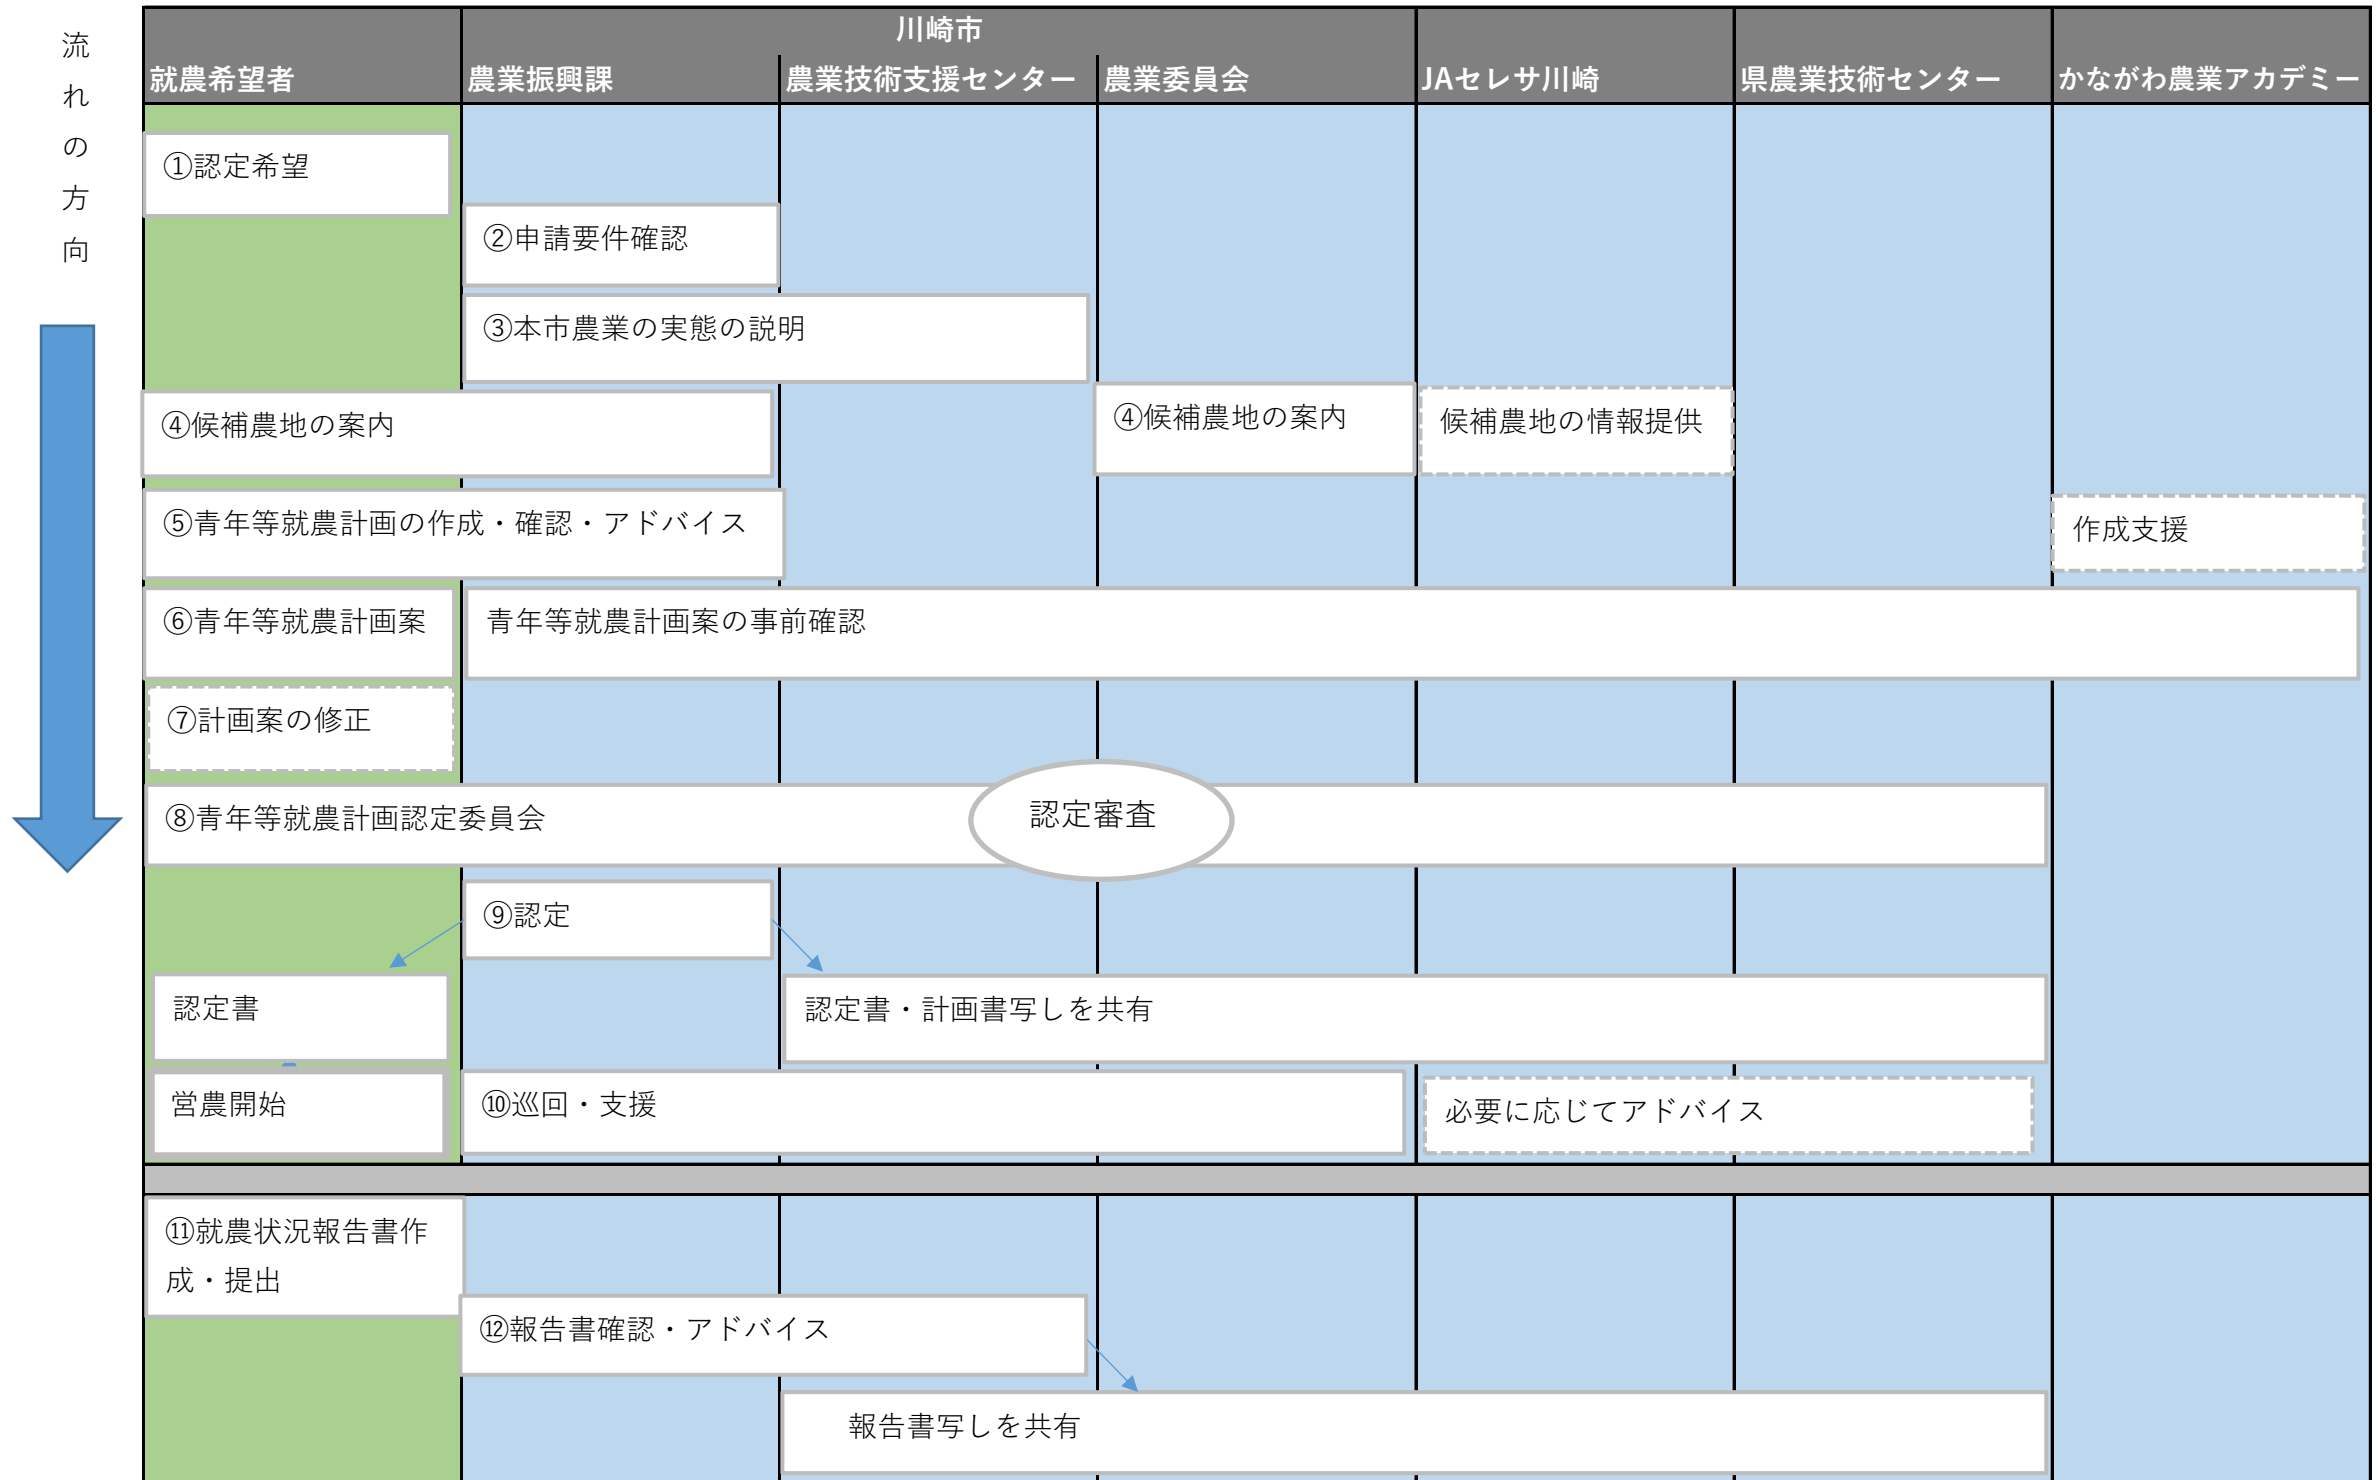 流れの方向
川崎市
就農希望者
農業振興課
農業技術支援センター
農業委員会
JAセレサ川崎
県農業技術センター
かながわ農業アカデミー
①認定希望
②申請要件確認
③本市農業の実態の説明
④候補農地の案内
④候補農地の案内
候補農地の情報提供
⑤青年等就農計画の作成・確認・アドバイス
作成支援
⑥青年等就農計画案
青年等就農計画案の事前確認
⑦計画案の修正
⑧青年等就農計画認定委員会
認定審査
⑨認定
認定書
認定書・計画書写しを共有
営農開始
⑩巡回・支援
必要に応じてアドバイス
⑪就農状況報告書作
成・提出
⑫報告書確認・アドバイス
報告書写しを共有